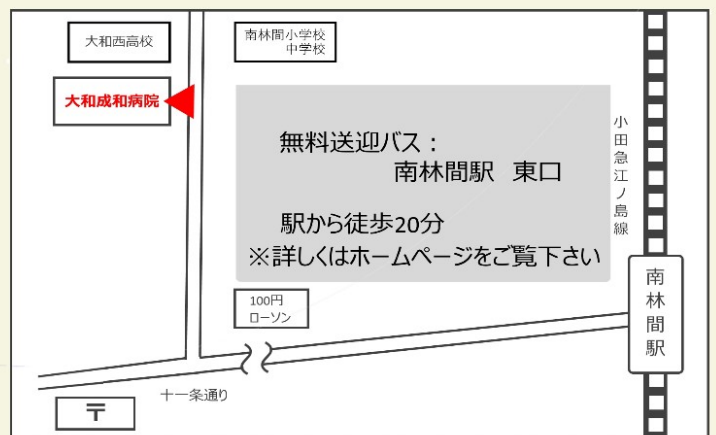 大和西高校
南林間小学校
中学校
大和成和病院
無料送迎バス：
南林間駅 東口
駅から徒歩20分
※詳しくはホームページをご覧下さい
小田急江ノ島線
100円
ローソン
南林間駅
十一条通り
〒